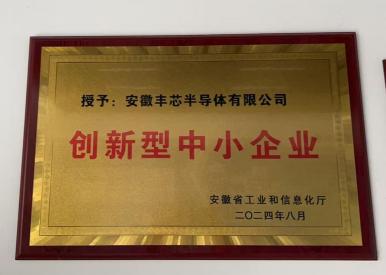 授予：安徽丰芯半导体有限公司
创新型中小企业
安徽省工业和信息化厅
二〇二四年八月